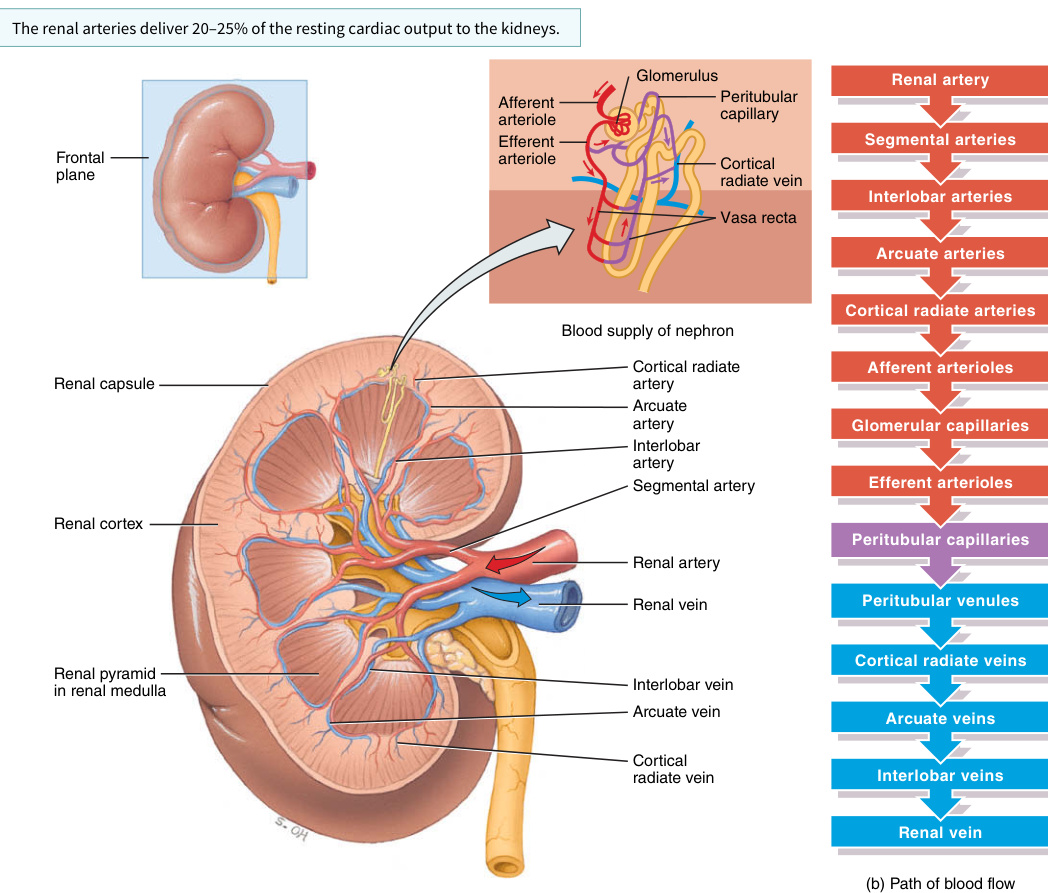 The renal arteries deliver 20–25% of the resting cardiac output to the kidneys.
Frontal
plane
Glomerulus
Afferent
arteriole
Efferent
arteriole
Peritubular
capillary
Cortical
radiate vein
Vasa recta
Blood supply of nephron
Renal capsule
Renal cortex
Renal pyramid
in renal medulla
Cortical radiate
artery
Arcuate
artery
Interlobar
artery
Segmental artery
Renal artery
Renal vein
Interlobar vein
Arcuate vein
Cortical
radiate vein
S. OH
Renal artery
Segmental arteries
Interlobar arteries
Arcuate arteries
Cortical radiate arteries
Afferent arterioles
Glomerular capillaries
Efferent arterioles
Peritubular capillaries
Peritubular venules
Cortical radiate veins
Arcuate veins
Interlobar veins
Renal vein
(b) Path of blood flow